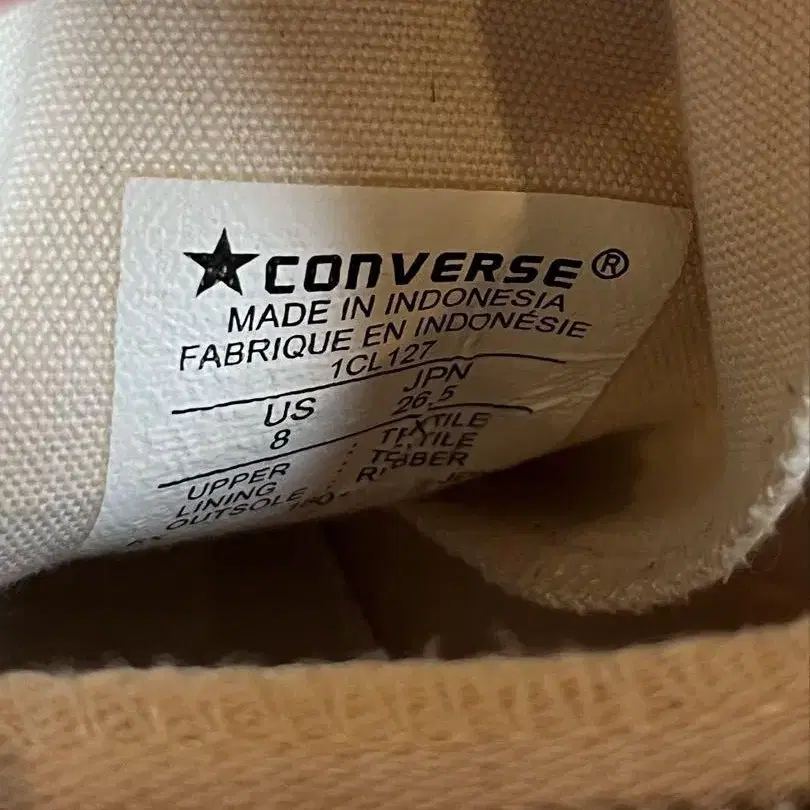 ★CONVERSE®
MADE IN INDONESIA
FABRIQUE EN INDONÉSIE
1CL127
US JPN
8 26.5
UPPER : TEXTILE
LINING : TEXTILE
OUTSOLE : RUBBER